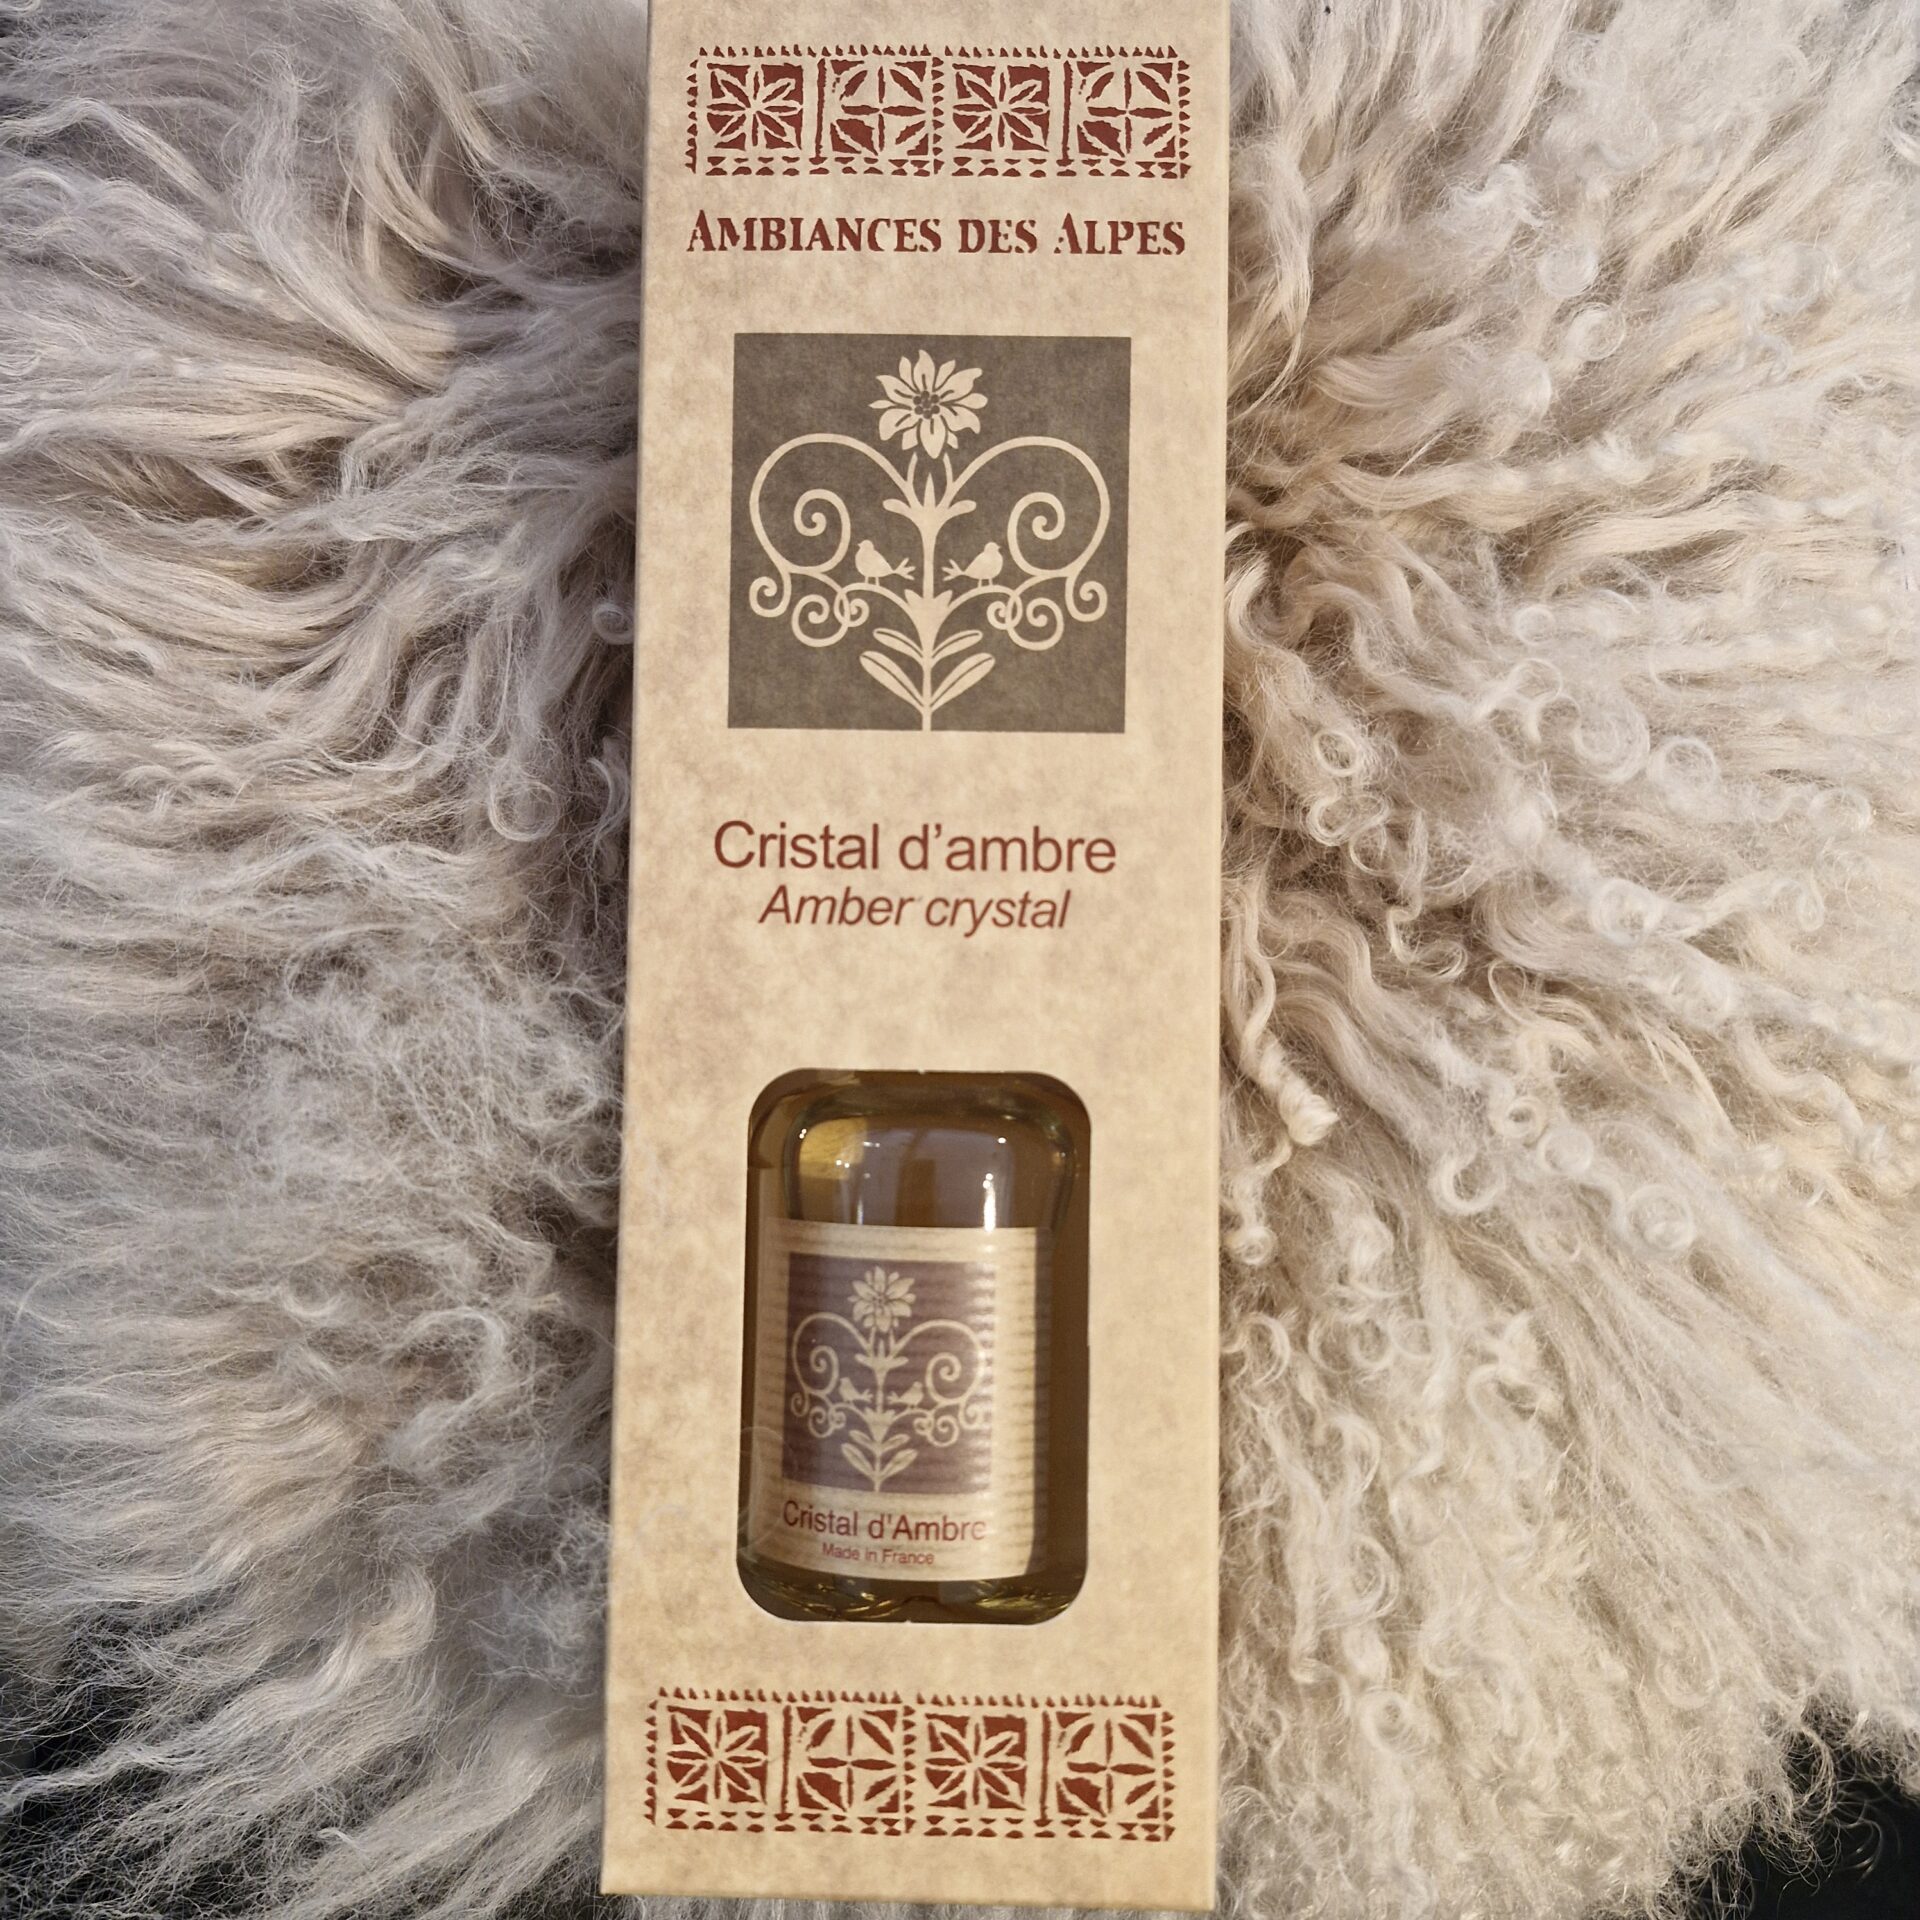 AMBIANCES DES ALPES
Cristal d'ambre
Amber crystal
Cristal d'Ambre
Made in France